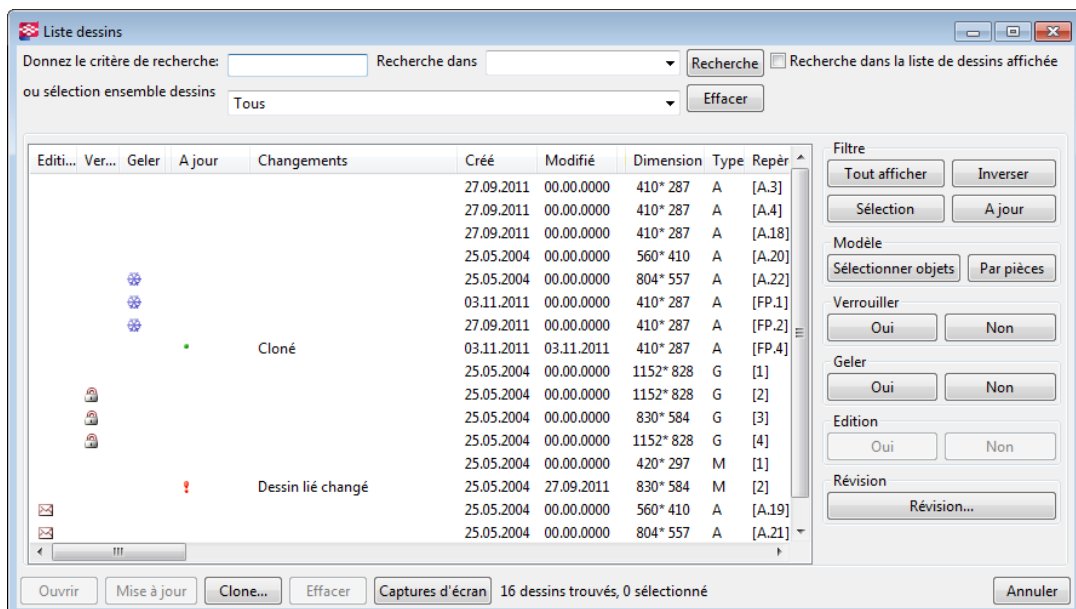 Liste dessins
Donnez le critère de recherche: Recherche dans Recherche Recherche dans la liste de dessins affichée
ou sélection ensemble dessins Tous Effacer
Editi... Ver... Geler A jour Changements Créé Modifié Dimension Type Repèr
27.09.2011 00.00.0000 410* 287 A [A.3]
27.09.2011 00.00.0000 410* 287 A [A.4]
27.09.2011 00.00.0000 410* 287 A [A.18]
25.05.2004 00.00.0000 560* 410 A [A.20]
25.05.2004 00.00.0000 804* 557 A [A.22]
03.11.2011 00.00.0000 410* 287 A [FP.1]
27.09.2011 00.00.0000 410* 287 A [FP.2]
Cloné 03.11.2011 03.11.2011 410* 287 A [FP.4]
25.05.2004 00.00.0000 1152* 828 G [1]
25.05.2004 00.00.0000 1152* 828 G [2]
25.05.2004 00.00.0000 830* 584 G [3]
25.05.2004 00.00.0000 1152* 828 G [4]
25.05.2004 00.00.0000 420* 297 M [1]
Dessin lié changé 25.05.2004 27.09.2011 830* 584 M [2]
25.05.2004 00.00.0000 560* 410 A [A.19]
25.05.2004 00.00.0000 804* 557 A [A.21]
Filtre
Tout afficher Inverser
Sélection A jour
Modèle
Sélectionner objets Par pièces
Verrouiller
Oui Non
Geler
Oui Non
Edition
Oui Non
Révision
Révision...
Ouvrir Mise à jour Clone... Effacer Captures d'écran 16 dessins trouvés, 0 sélectionné Annuler